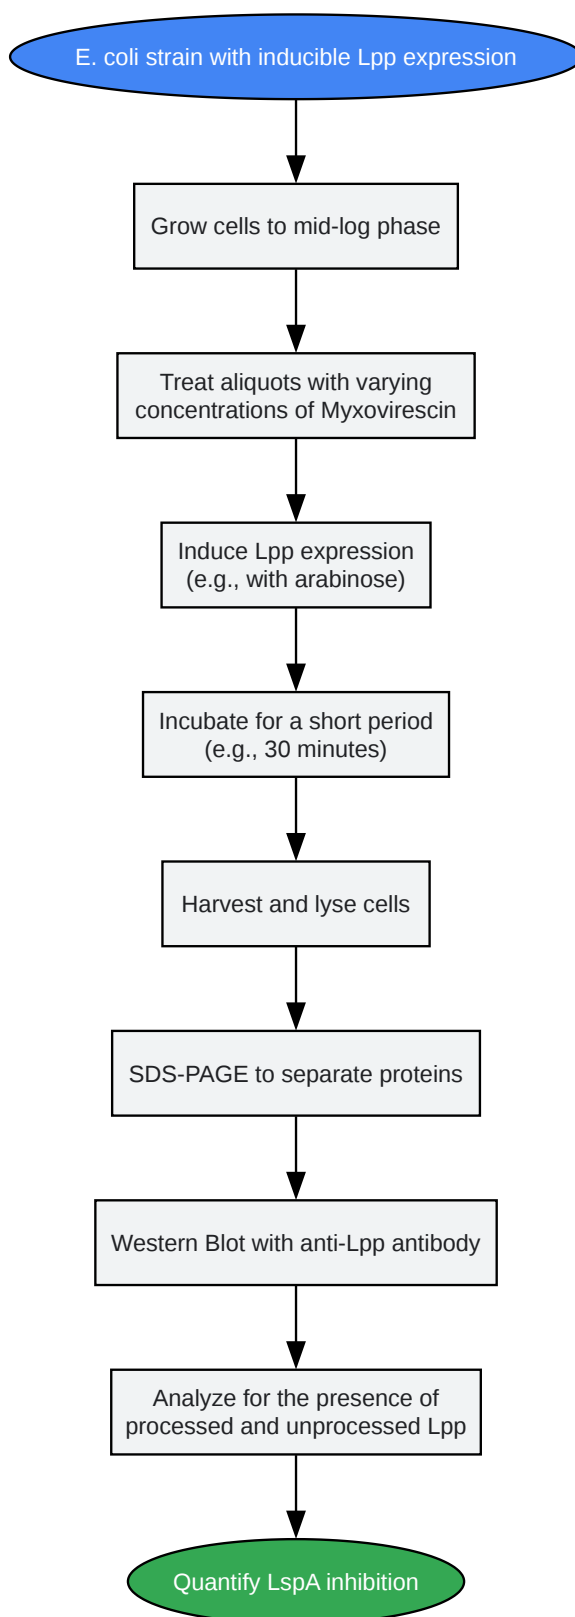 E. coli strain with inducible Lpp expression
Grow cells to mid-log phase
Treat aliquots with varying
concentrations of Myxovirescin
Induce Lpp expression
(e.g., with arabinose)
Incubate for a short period
(e.g., 30 minutes)
Harvest and lyse cells
SDS-PAGE to separate proteins
Western Blot with anti-Lpp antibody
Analyze for the presence of
processed and unprocessed Lpp
Quantify LspA inhibition